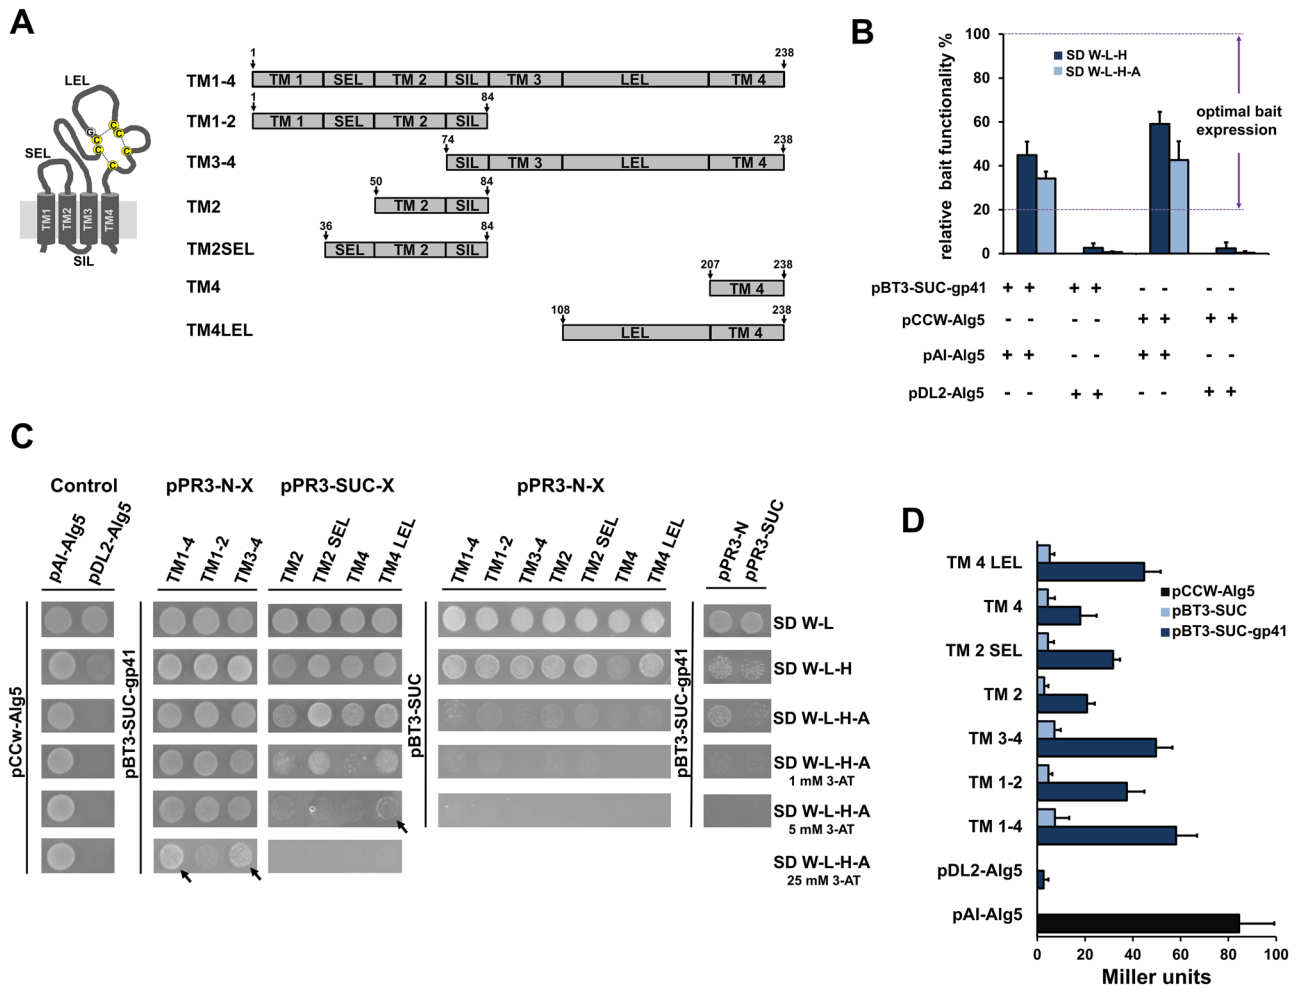 A
LEL
G
C
C
C
C
C
C
SEL
TM1
TM2
TM3
TM4
SIL
1
238
TM1-4
TM 1
SEL
TM 2
SIL
TM 3
LEL
TM 4
1
84
TM1-2
TM 1
SEL
TM 2
SIL
74
238
TM3-4
SIL
TM 3
LEL
TM 4
50
84
TM2
TM 2
SIL
36
84
TM2SEL
SEL
TM 2
SIL
207
238
TM4
TM 4
108
238
TM4LEL
LEL
TM 4
B
relative bait functionality %
100
80
60
40
20
0
SD W-L-H
SD W-L-H-A
optimal bait
expression
pBT3-SUC-gp41 + + + + - - - -
pCCW-Alg5 - - - - + + + +
pAI-Alg5 + + - - + + - -
pDL2-Alg5 - - + + - - + +
C
Control
pPR3-N-X
pPR3-SUC-X
pPR3-N-X
pAI-Alg5
pDL2-Alg5
TM1-4
TM1-2
TM3-4
TM2
TM2 SEL
TM4
TM4 LEL
TM1-4
TM1-2
TM3-4
TM2
TM2 SEL
TM4
TM4 LEL
pPR3-N
pPR3-SUC
pCCw-Alg5
pBT3-SUC-gp41
pBT3-SUC
pBT3-SUC-gp41
SD W-L
SD W-L-H
SD W-L-H-A
SD W-L-H-A
1 mM 3-AT
SD W-L-H-A
5 mM 3-AT
SD W-L-H-A
25 mM 3-AT
D
TM 4 LEL
TM 4
TM 2 SEL
TM 2
TM 3-4
TM 1-2
TM 1-4
pDL2-Alg5
pAI-Alg5
pCCW-Alg5
pBT3-SUC
pBT3-SUC-gp41
0 20 40 60 80 100
Miller units